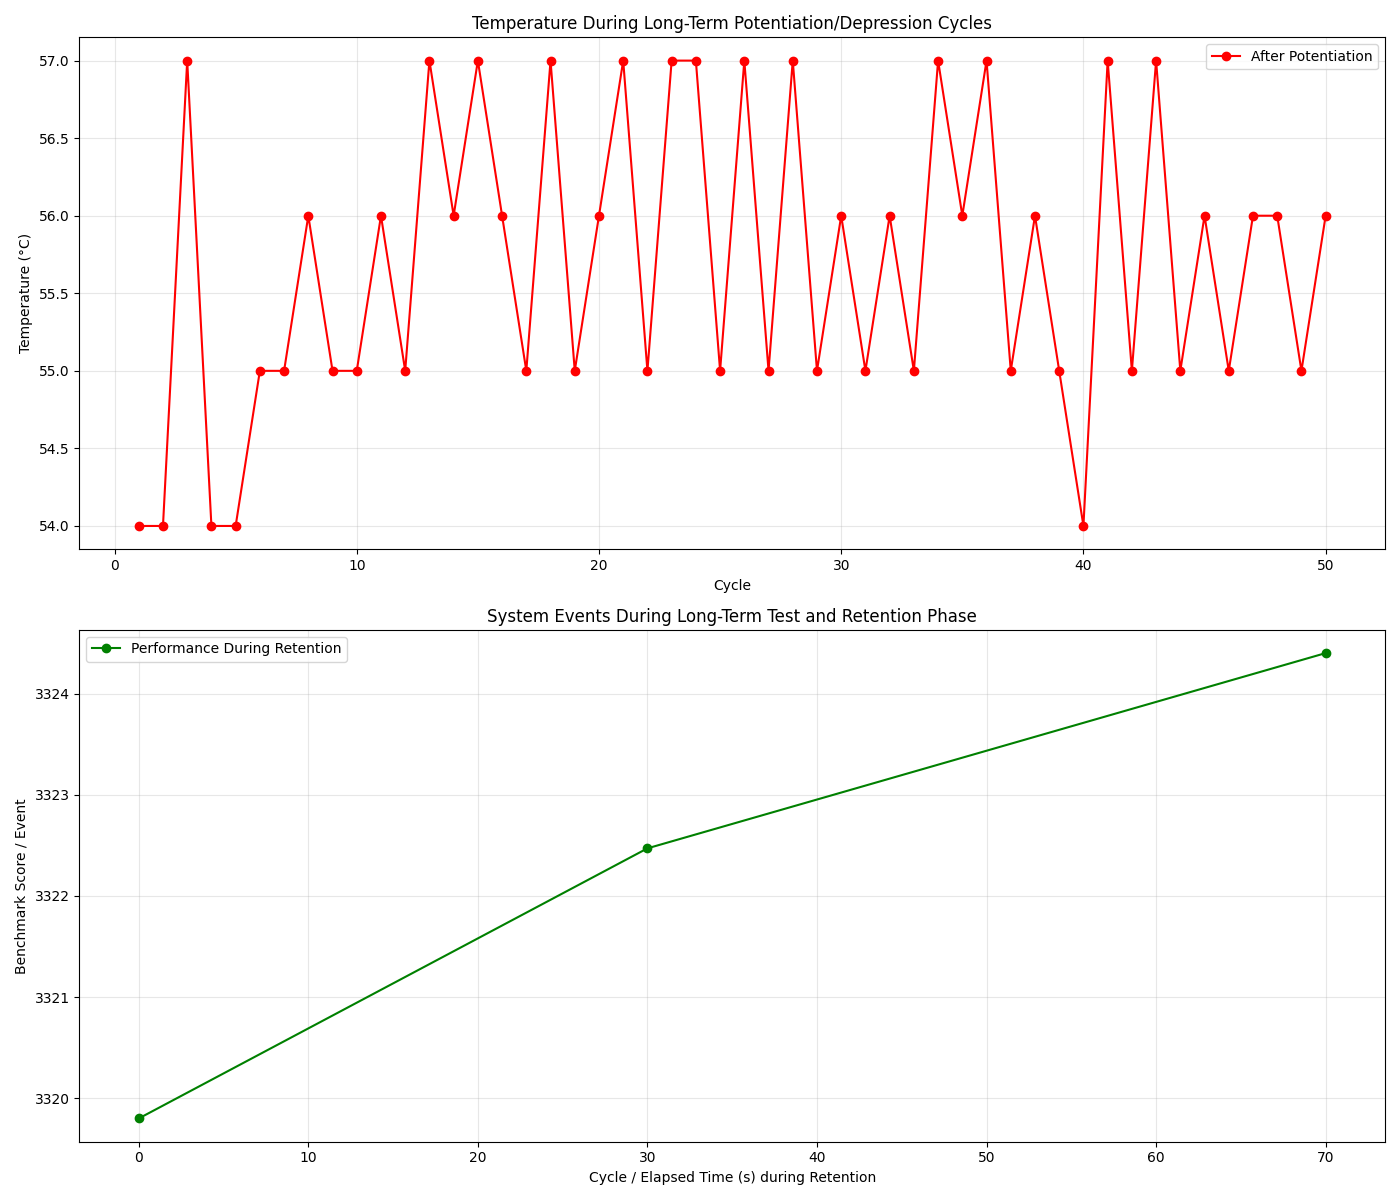 Temperature During Long-Term Potentiation/Depression Cycles
After Potentiation
57.0
56.5
56.0
55.5
55.0
54.5
54.0
Temperature (°C)
0 10 20 30 40 50
Cycle
System Events During Long-Term Test and Retention Phase
Performance During Retention
3324
3323
3322
3321
3320
Benchmark Score / Event
0 10 20 30 40 50 60 70
Cycle / Elapsed Time (s) during Retention